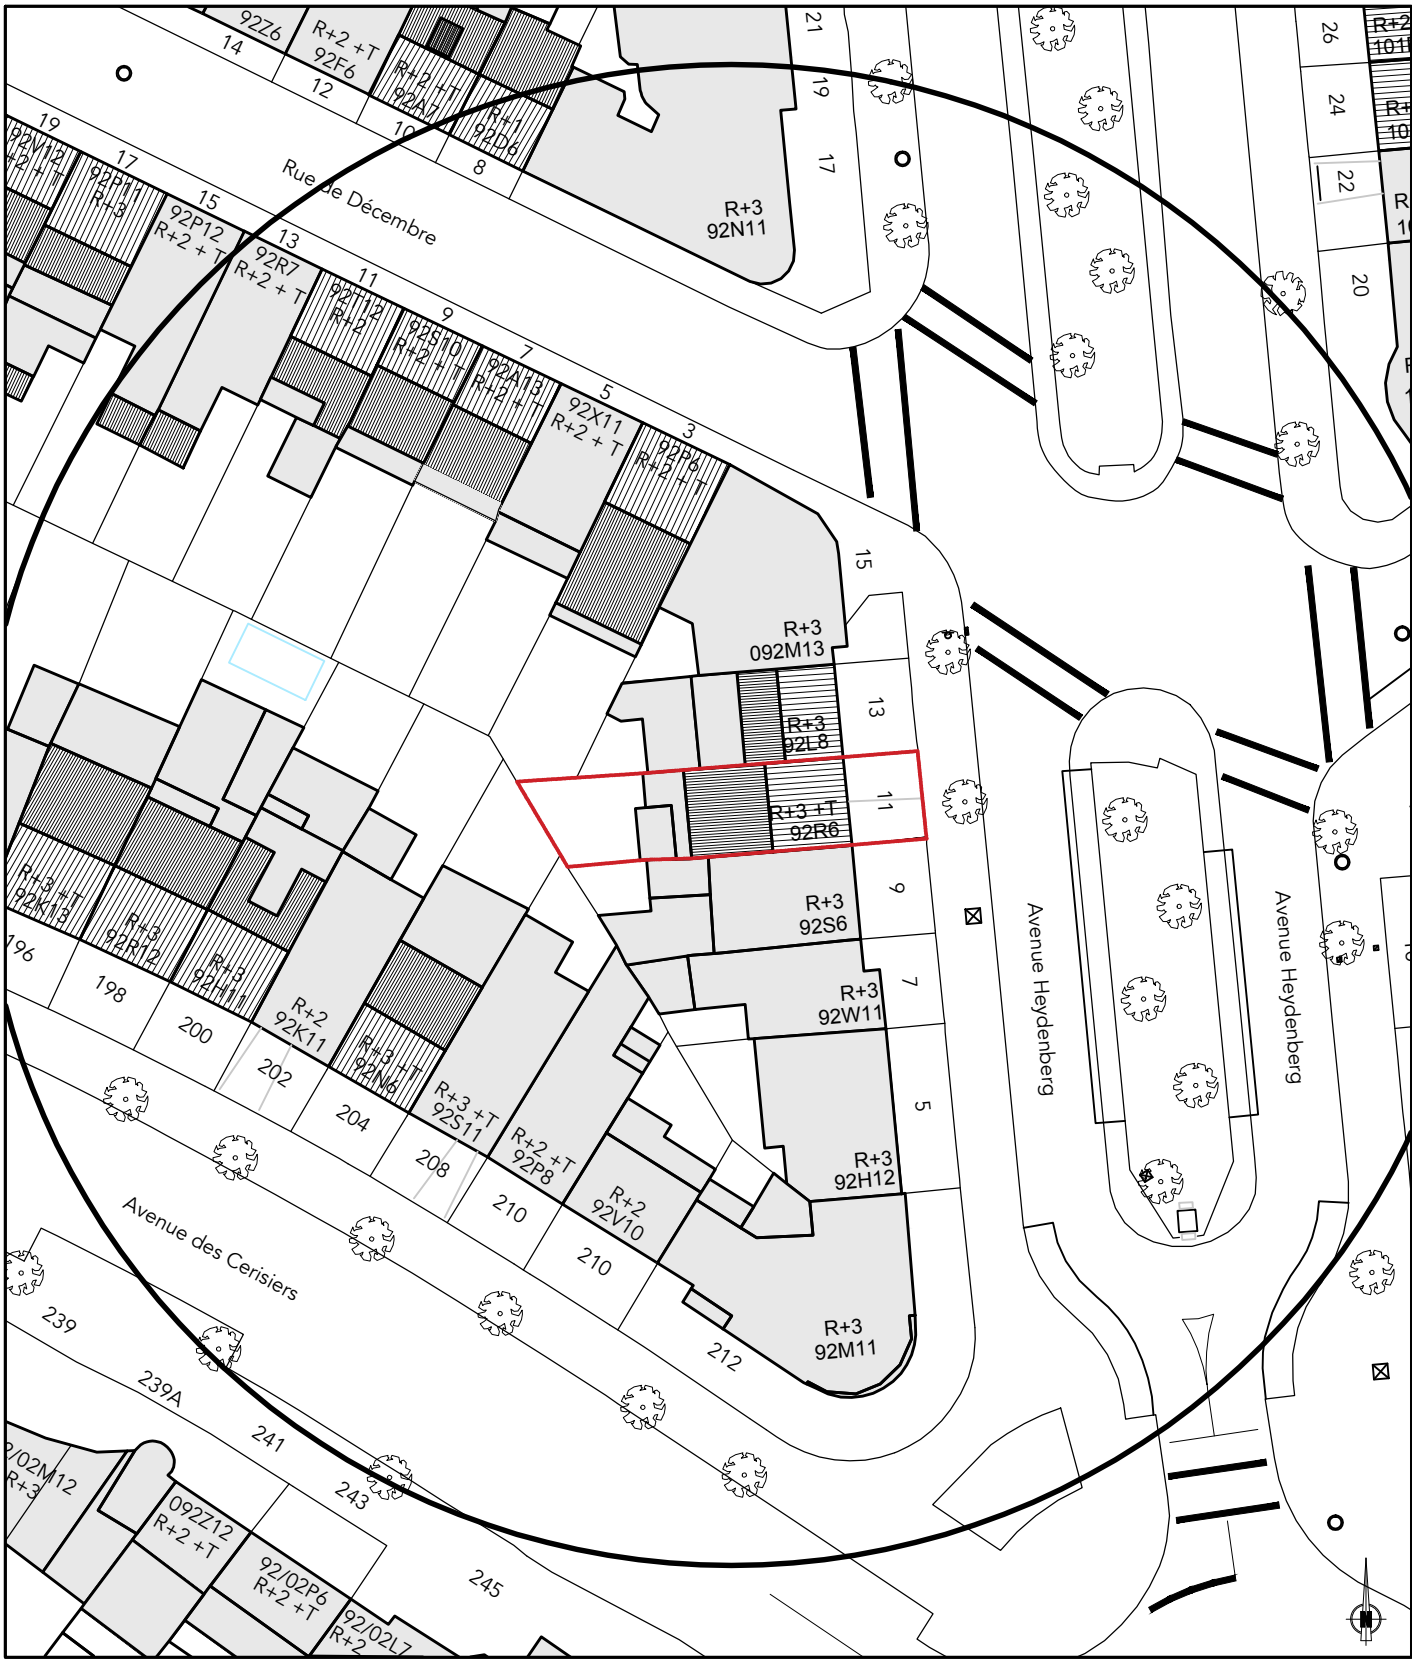 92Z6
14
R+2 +T
92F6
12
R+2 +T
92A7
10
R+1
92D6
8
21
19
17
R+3
92N11
26
24
22
20
R+2
Rue de Décembre
19
92V12
+2 + T
17
92P11
R+3
15
92P12
R+2 + T
13
92R7
R+2 + T
11
92T12
R+2
9
92S10
R+2 + T
7
92A13
R+2 + T
5
92X11
R+2 + T
3
92P6
R+2 + T
15
R+3
092M13
13
R+3
92L8
11
R+3 +T
92R6
9
R+3
92S6
7
R+3
92W11
5
R+3
92H12
R+3
92M11
Avenue Heydenberg
Avenue Heydenberg
R+3 +T
92K13
196
R+3
92R12
198
R+3
92H11
200
R+2
92K11
202
R+3 +T
92N6
204
R+3 +T
92S11
208
R+2 +T
92P8
210
R+2
92V10
210
212
Avenue des Cerisiers
239
239A
241
243
245
2/02M12
R+3
092Z12
R+2 +T
92/02P6
R+2 +T
92/02L7
R+2
N